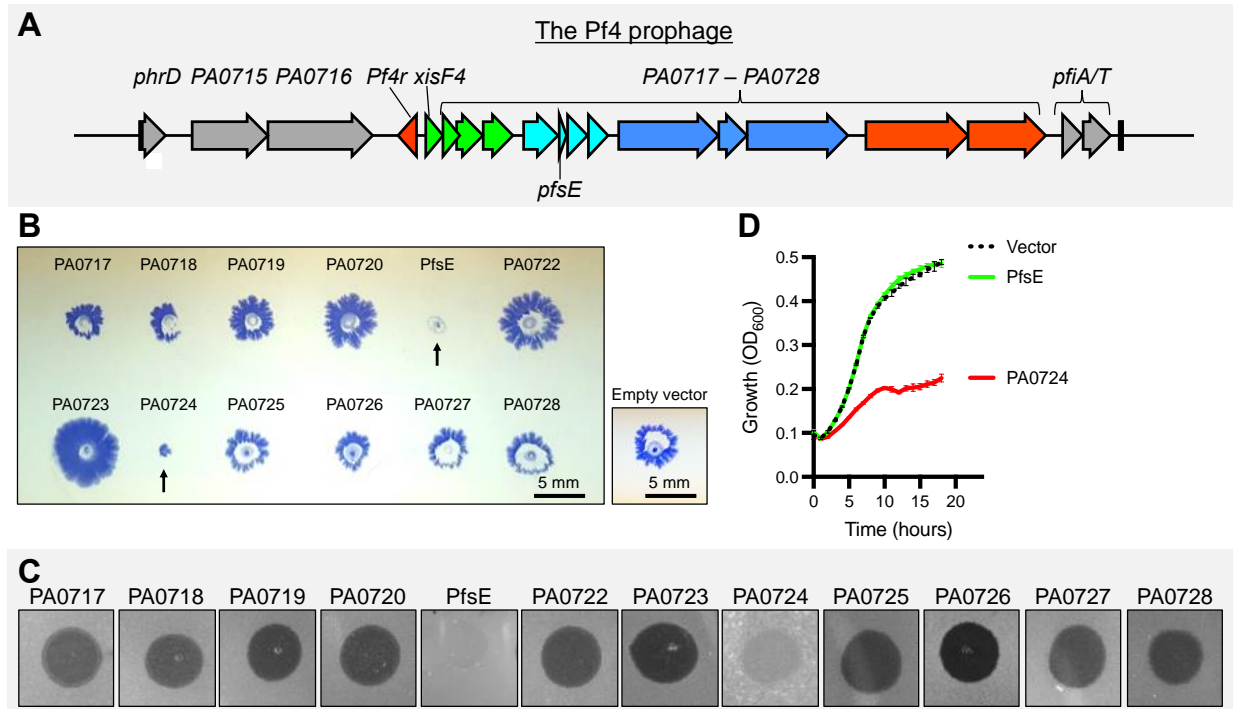 A
The Pf4 prophage
phrD PA0715 PA0716 Pf4r xisF4 PA0717 – PA0728 pfiA/T
pfsE
B
PA0717 PA0718 PA0719 PA0720 PfsE PA0722
PA0723 PA0724 PA0725 PA0726 PA0727 PA0728
5 mm
Empty vector
5 mm
D
Vector
PfsE
PA0724
Growth (OD600)
0.5
0.4
0.3
0.2
0.1
0.0
0 5 10 15 20
Time (hours)
C
PA0717 PA0718 PA0719 PA0720 PfsE PA0722 PA0723 PA0724 PA0725 PA0726 PA0727 PA0728